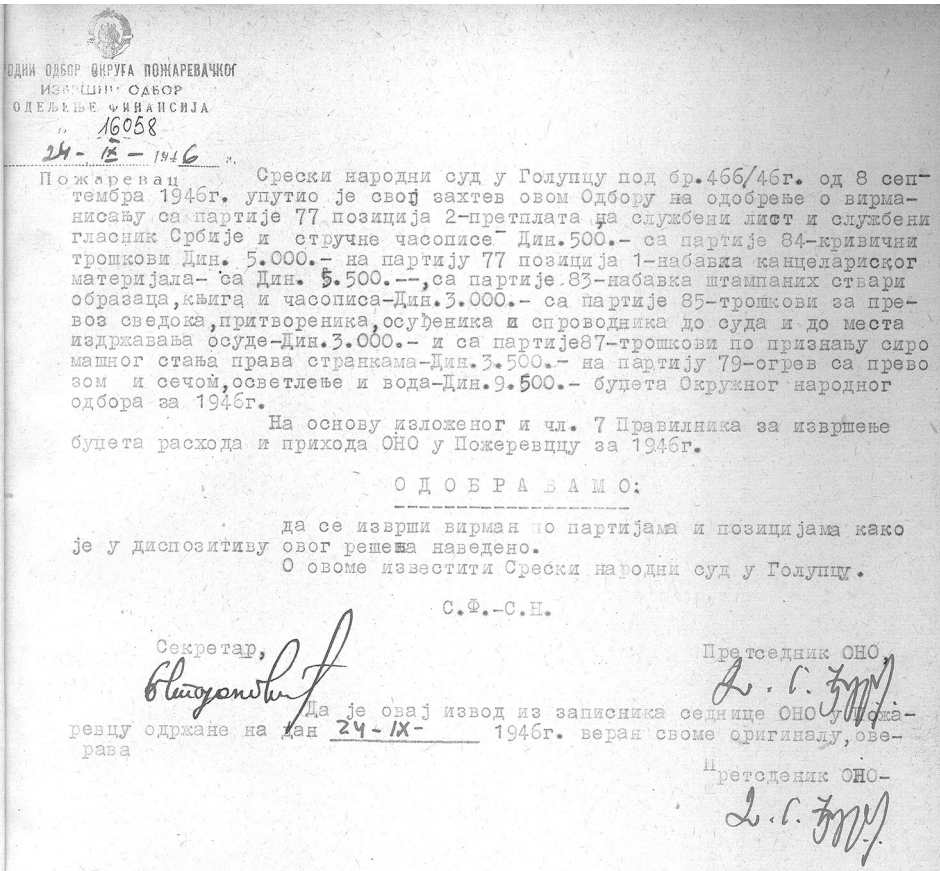 РОДНИ ОДБОР ОКРУГА ПОЖАРЕВАЧКОГ
ИЗВРШНИ ОДБОР
ОДЕЉЕЊЕ ФИНАНСИЈА
16058
24 - IX - 1946 г.
Пожаревац
Срески народни суд у Голупцу под бр.466/46г. од 8 сеп-
тембра 1946г. упутио је свој захтев овом Одбору на одобрење о вирма-
нисању са партије 77 позиција 2-претплата на службени лист и службени
гласник Србије и стручне часописе- Дин.500.- са партије 84-кривични
трошкови Дин. 5.000.- на партију 77 позиција 1-набавка канцелариског
материјала- са Дин. 5.500.--,са партије 83-набавка штампаних ствари
образаца,књига и часописа-Дин.3.000.- са партије 85-трошкови за пре-
воз сведока,притвореника,осуђеника и спроводника до суда и до места
издржавања осуде-Дин.3.000.- и са партије87-трошкови по признању сиро
машног стања права странкама-Дин.3.500.- на партију 79-огрев са прево
зом и сечом,осветлење и вода-Дин.9.500.- буџета Окружног народног
одбора за 1946г.
На основу изложеног и чл. 7 Правилника за извршење
буџета расхода и прихода ОНО у Пожеревццу за 1946г.
О Д О Б Р А В А М О:
да се изврши вирман по партијама и позицијама како
је у диспозитиву овог решења наведено.
О овоме известити Срески народни суд у Голупцу.
С.Ф.-С.Н.
Секретар,
Претседник ОНО,
Да је овај извод из записника седнице ОНО у Пожа-
ревцу одржане на дан 24-IX- 1946г. веран своме оригиналу,ове-
рава
Претсденик ОНО-